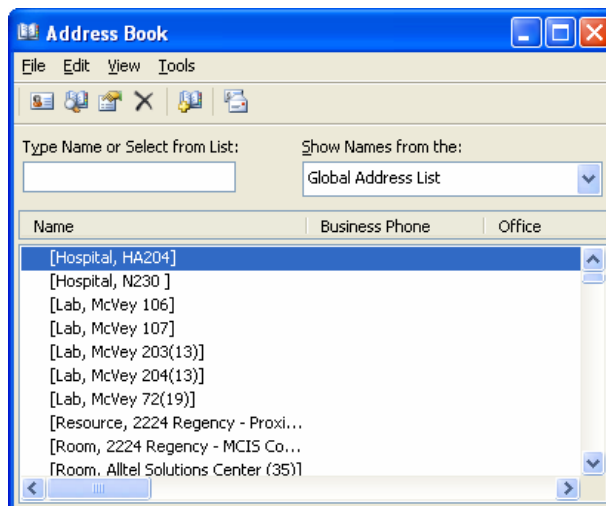 Address Book
File Edit View Tools
Type Name or Select from List: Show Names from the:
Global Address List
Name Business Phone Office
[Hospital, HA204]
[Hospital, N230 ]
[Lab, McVey 106]
[Lab, McVey 107]
[Lab, McVey 203(13)]
[Lab, McVey 204(13)]
[Lab, McVey 72(19)]
[Resource, 2224 Regency - Proxi...
[Room, 2224 Regency - MCIS Co...
[Room, Alltel Solutions Center (35)]